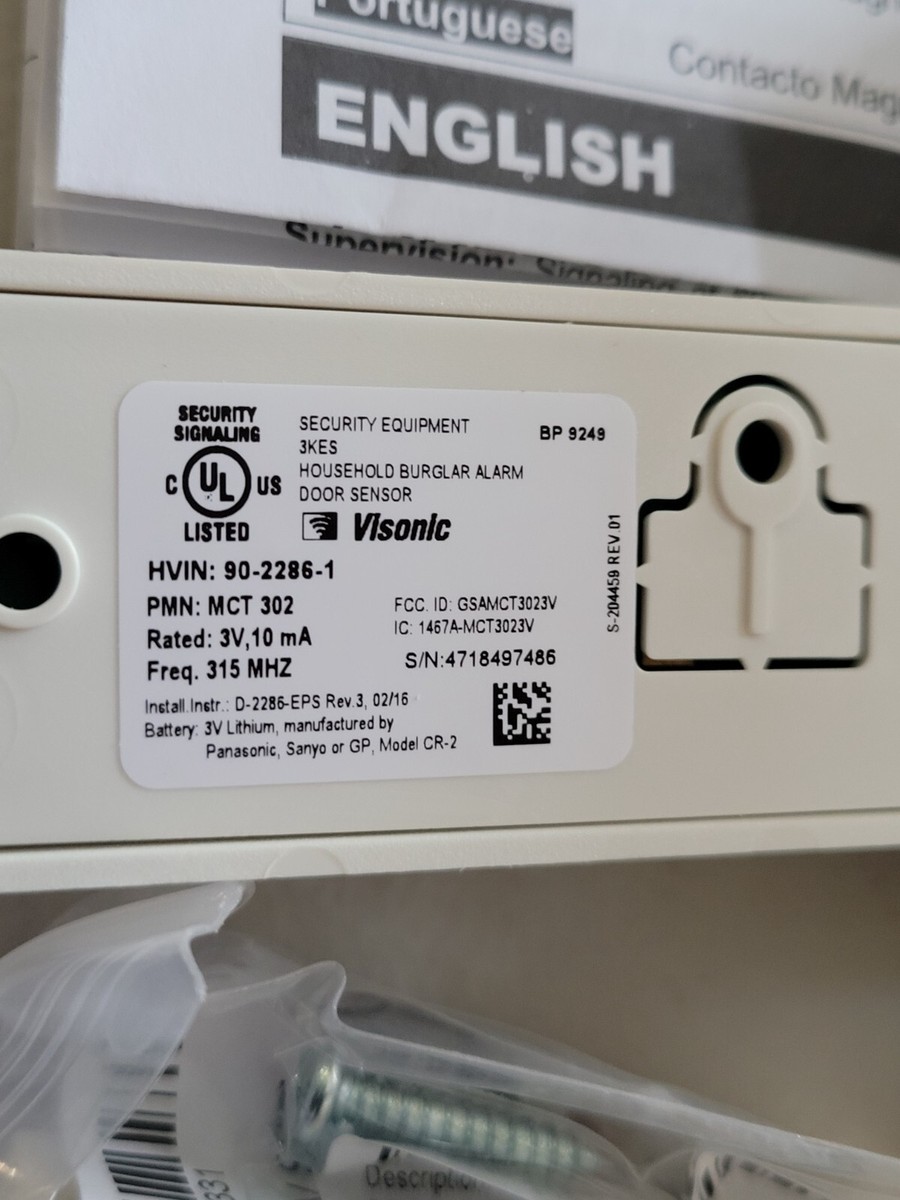 Portuguese
Contacto
ENGLISH
Supervision: Signaling
SECURITY
SIGNALING
C UL US
LISTED
SECURITY EQUIPMENT
3KES
HOUSEHOLD BURGLAR ALARM
DOOR SENSOR
BP 9249
Visonic
HVIN: 90-2286-1
PMN: MCT 302
Rated: 3V,10 mA
Freq. 315 MHZ
FCC. ID: GSAMCT3023V
IC: 1467A-MCT3023V
S/N:4718497486
Install.Instr.: D-2286-EPS Rev.3, 02/16
Battery: 3V Lithium, manufactured by
Panasonic, Sanyo or GP, Model CR-2
S-204459 REV.01
331